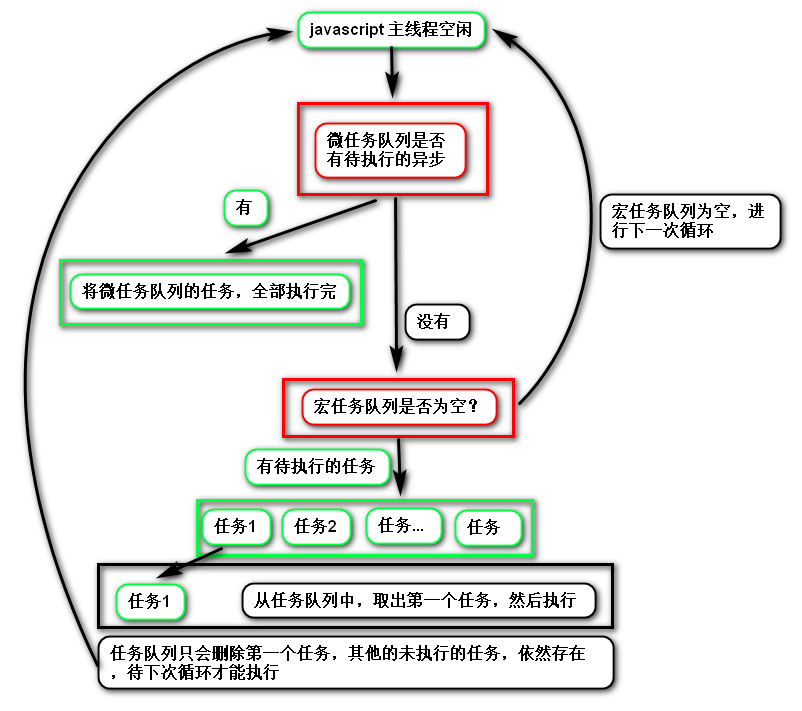 javascript 主线程空闲
微任务队列是否
有待执行的异步
有
宏任务队列为空，进
行下一次循环
将微任务队列的任务，全部执行完
没有
宏任务队列是否为空？
有待执行的任务
任务1 任务2 任务... 任务
任务1 从任务队列中，取出第一个任务，然后执行
任务队列只会删除第一个任务，其他的未执行的任务，依然存在
，待下次循环才能执行